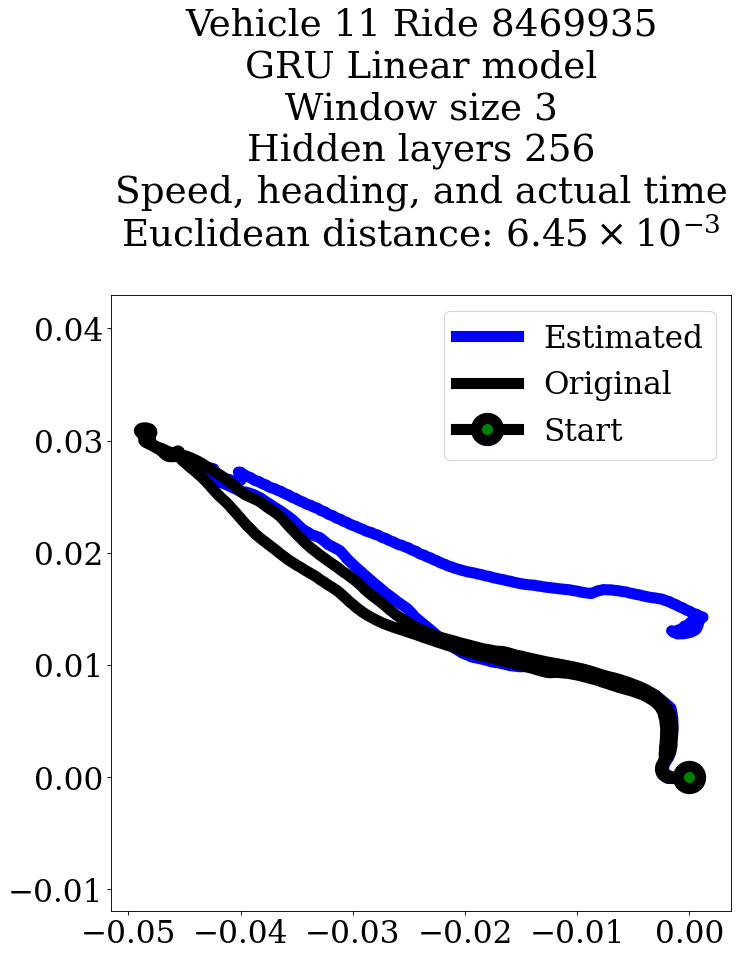 Vehicle 11 Ride 8469935
GRU Linear model
Window size 3
Hidden layers 256
Speed, heading, and actual time
Euclidean distance: 6.45 × 10⁻³
Estimated
Original
Start
0.04
0.03
0.02
0.01
0.00
−0.01
−0.05 −0.04 −0.03 −0.02 −0.01 0.00